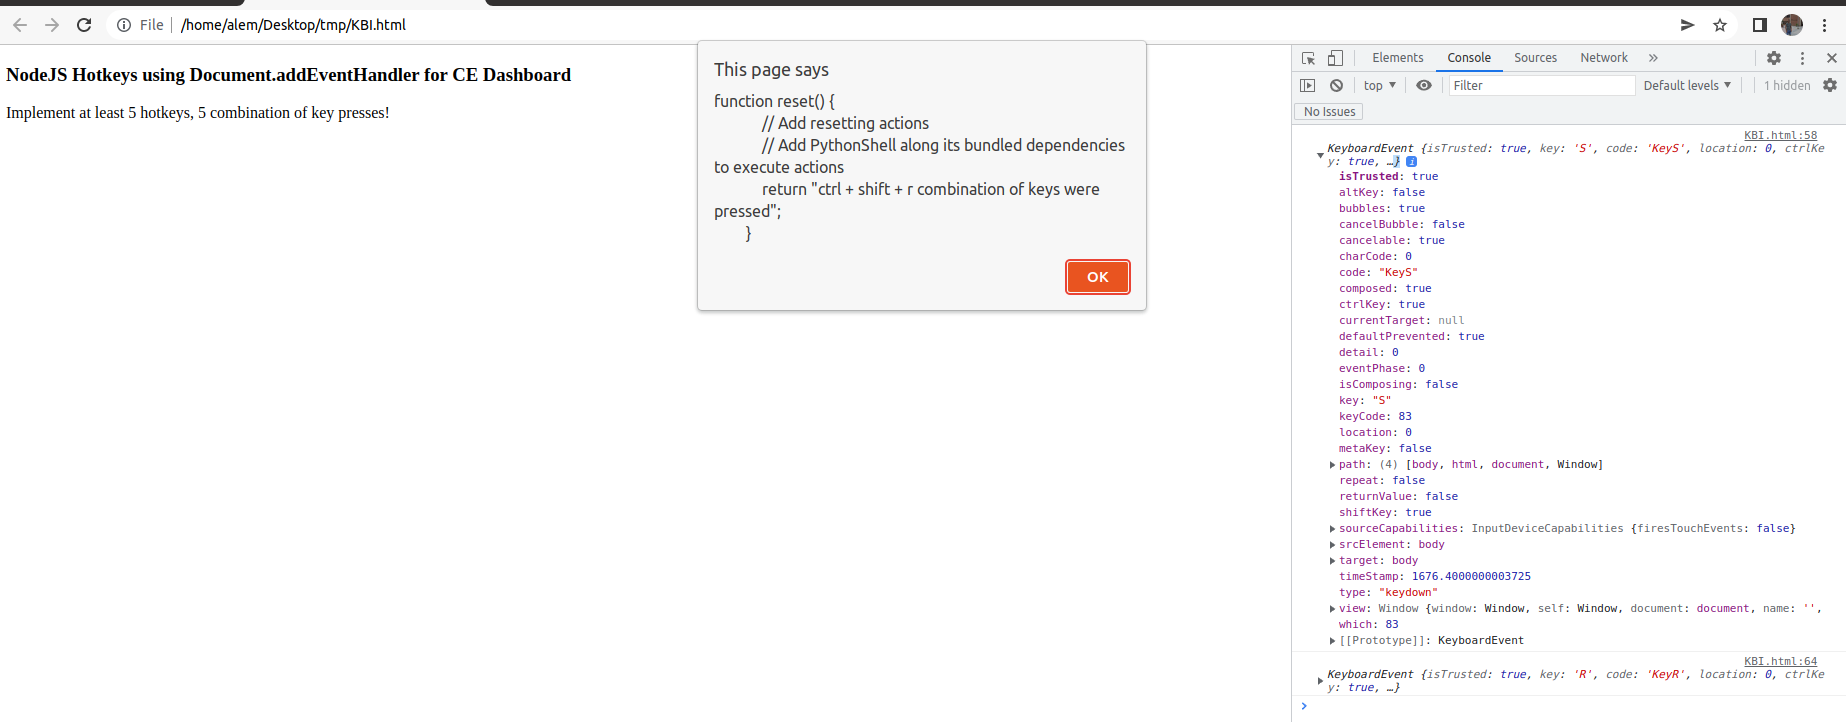 File | /home/alem/Desktop/tmp/KBI.html
NodeJS Hotkeys using Document.addEventHandler for CE Dashboard
Implement at least 5 hotkeys, 5 combination of key presses!
This page says
function reset() {
// Add resetting actions
// Add PythonShell along its bundled dependencies
to execute actions
return "ctrl + shift + r combination of keys were
pressed";
}
OK
Elements Console Sources Network »
top ▼ Filter Default levels ▼ 1 hidden
No Issues
KBI.html:58
KeyboardEvent {isTrusted: true, key: 'S', code: 'KeyS', location: 0, ctrlKe
y: true, …} i
isTrusted: true
altKey: false
bubbles: true
cancelBubble: false
cancelable: true
charCode: 0
code: "KeyS"
composed: true
ctrlKey: true
currentTarget: null
defaultPrevented: true
detail: 0
eventPhase: 0
isComposing: false
key: "S"
keyCode: 83
location: 0
metaKey: false
path: (4) [body, html, document, Window]
repeat: false
returnValue: false
shiftKey: true
sourceCapabilities: InputDeviceCapabilities {firesTouchEvents: false}
srcElement: body
target: body
timeStamp: 1676.4000000003725
type: "keydown"
view: Window {window: Window, self: Window, document: document, name: '',
which: 83
[[Prototype]]: KeyboardEvent
KBI.html:64
KeyboardEvent {isTrusted: true, key: 'R', code: 'KeyR', location: 0, ctrlKe
y: true, …}